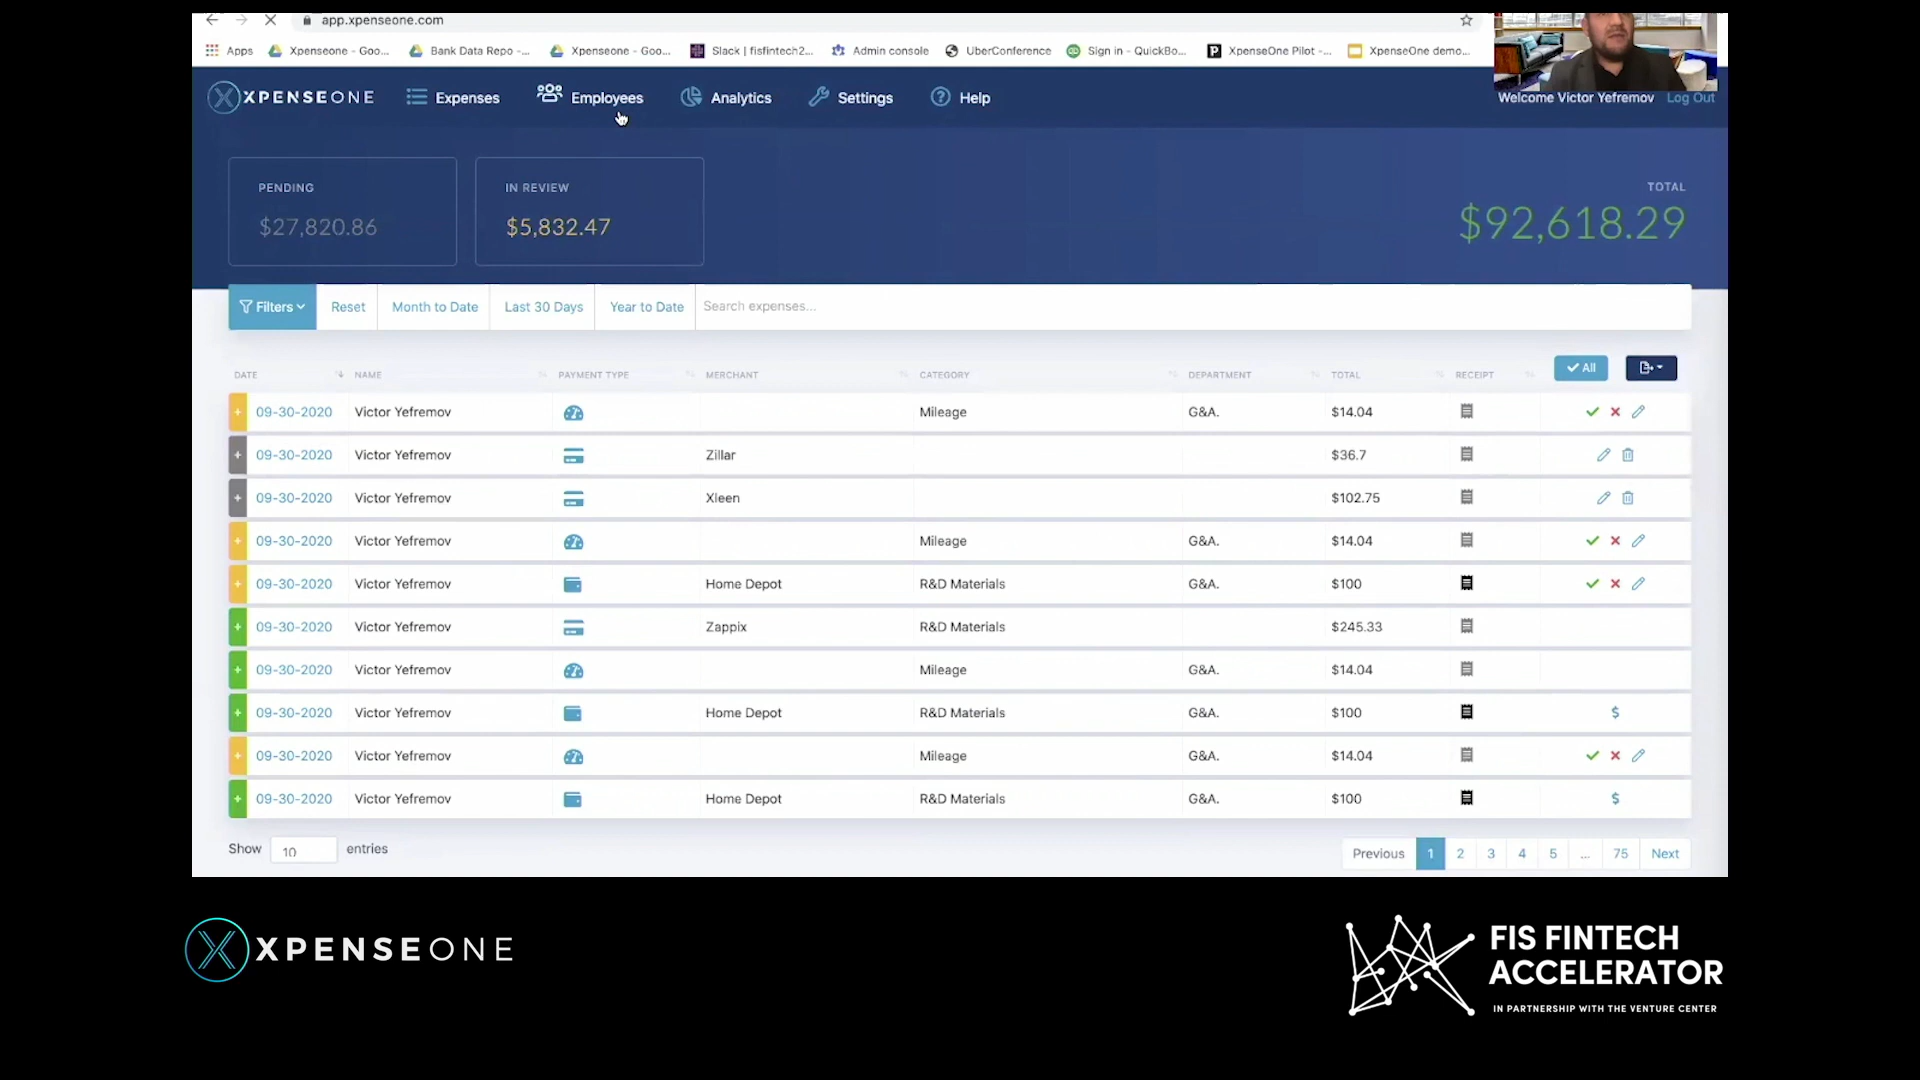 app.xpenseone.com
Apps Xpenseone - Goo... Bank Data Repo -... Xpenseone - Goo... Slack | fisfintech2... Admin console UberConference Sign in - QuickBo... XpenseOne Pilot -... XpenseOne demo...
XPENSEONE Expenses Employees Analytics Settings Help Welcome Victor Yefremov Log Out
PENDING IN REVIEW TOTAL
$27,820.86 $5,832.47 $92,618.29
Filters Reset Month to Date Last 30 Days Year to Date Search expenses...
DATE NAME PAYMENT TYPE MERCHANT CATEGORY DEPARTMENT TOTAL RECEIPT All
09-30-2020 Victor Yefremov Mileage G&A. $14.04
09-30-2020 Victor Yefremov Zillar $36.7
09-30-2020 Victor Yefremov Xleen $102.75
09-30-2020 Victor Yefremov Mileage G&A. $14.04
09-30-2020 Victor Yefremov Home Depot R&D Materials G&A. $100
09-30-2020 Victor Yefremov Zappix R&D Materials $245.33
09-30-2020 Victor Yefremov Mileage G&A. $14.04
09-30-2020 Victor Yefremov Home Depot R&D Materials G&A. $100 $
09-30-2020 Victor Yefremov Mileage G&A. $14.04
09-30-2020 Victor Yefremov Home Depot R&D Materials G&A. $100 $
Show 10 entries Previous 1 2 3 4 5 ... 75 Next
XPENSEONE
FIS FINTECH
ACCELERATOR
IN PARTNERSHIP WITH THE VENTURE CENTER